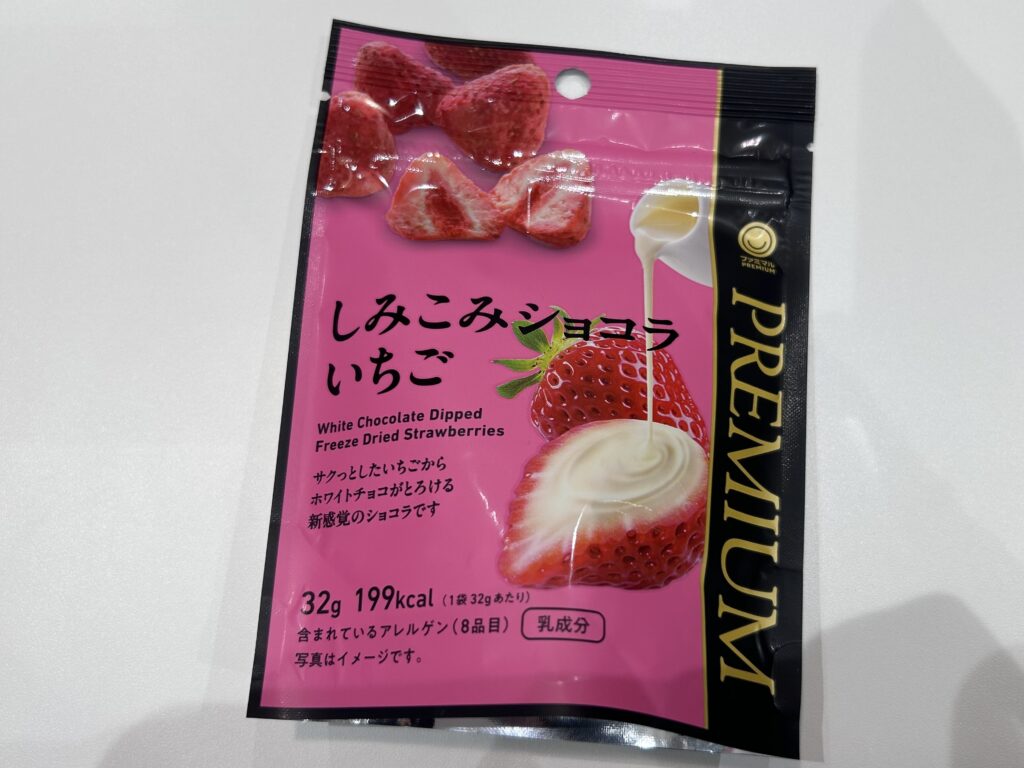 しみこみショコラ
いちご
White Chocolate Dipped
Freeze Dried Strawberries
サクっとしたいちごから
ホワイトチョコがとろける
新感覚のショコラです
32g 199kcal (1袋32gあたり)
含まれているアレルゲン(8品目) 乳成分
写真はイメージです。
ファミマル
PREMIUM
PREMIUM